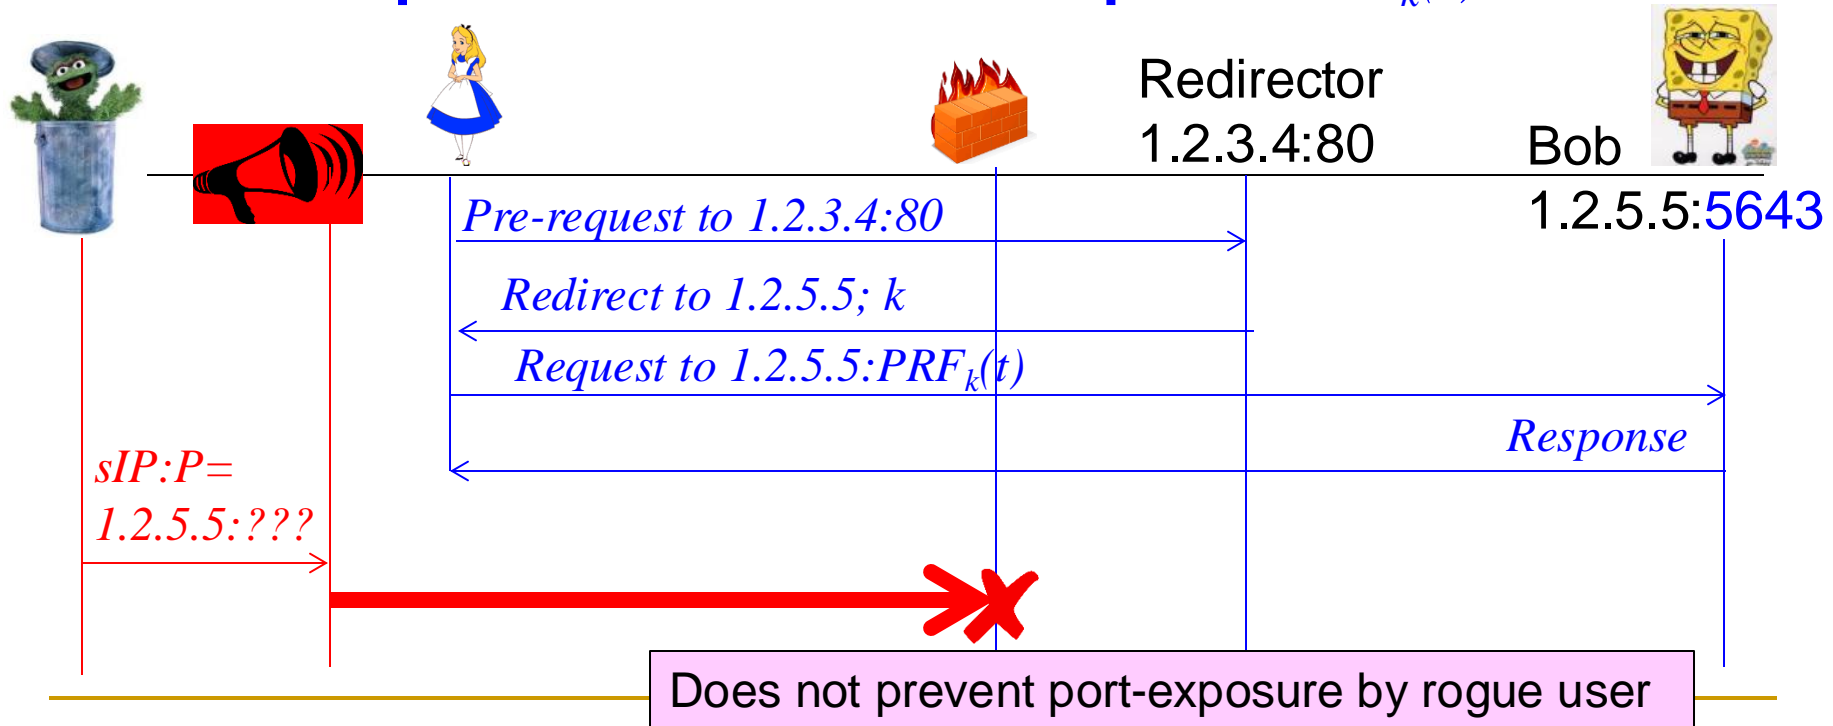 Redirector
1.2.3.4:80
Bob
1.2.5.5:5643
Pre-request to 1.2.3.4:80
Redirect to 1.2.5.5; k
Request to 1.2.5.5:PRFk(t)
Response
sIP:P=
1.2.5.5:???
Does not prevent port-exposure by rogue user